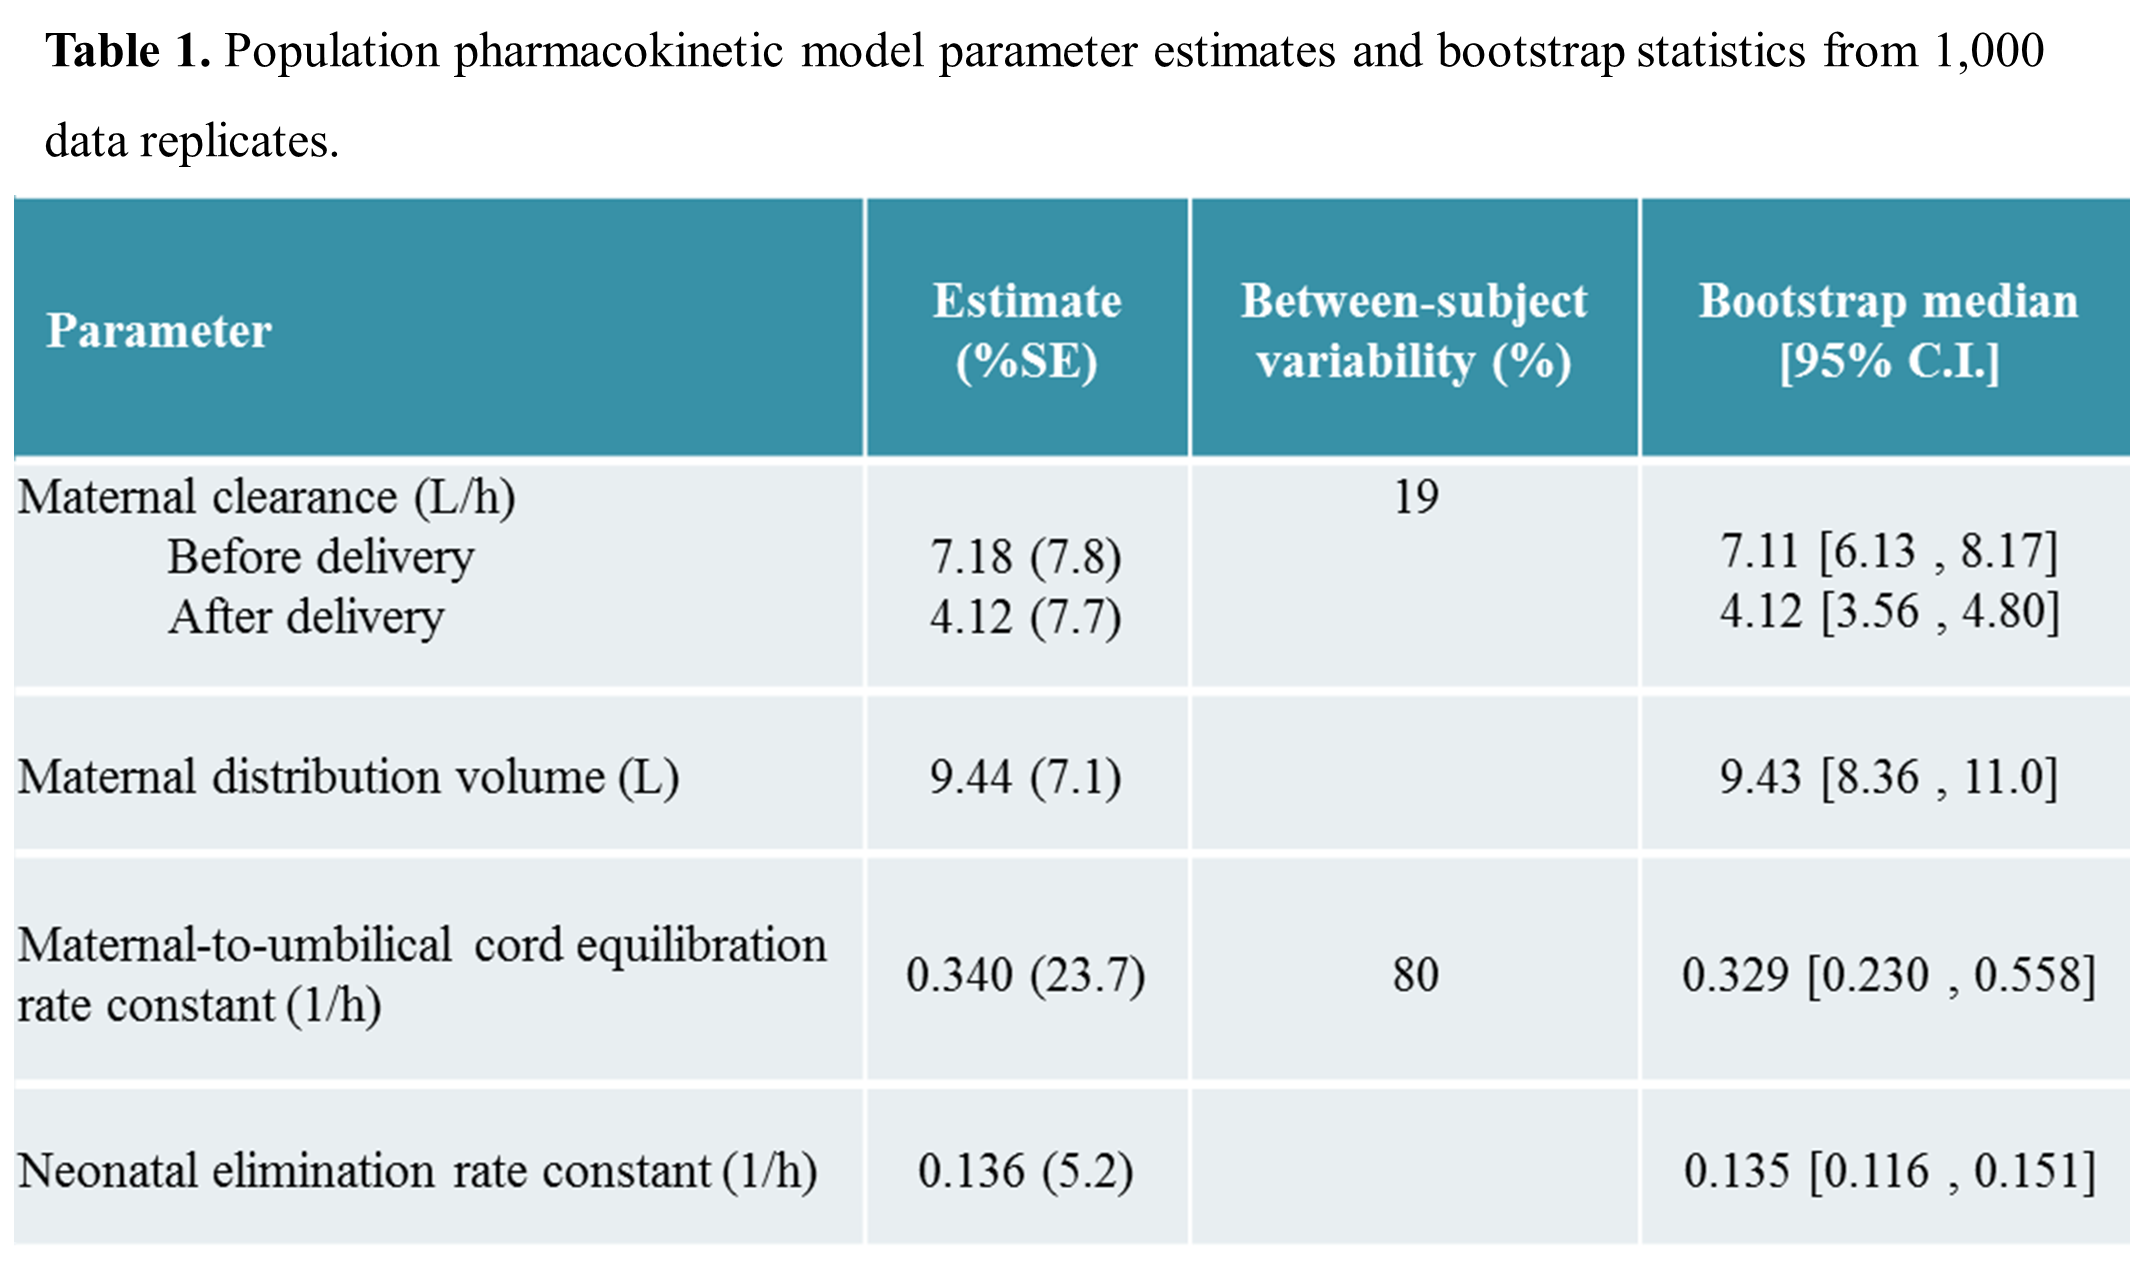 Table 1. Population pharmacokinetic model parameter estimates and bootstrap statistics from 1,000
data replicates.
Parameter
Estimate
(%SE)
Between-subject
variability (%)
Bootstrap median
[95% C.I.]
Maternal clearance (L/h)
19
Before delivery
7.18 (7.8)
7.11 [6.13 , 8.17]
After delivery
4.12 (7.7)
4.12 [3.56 , 4.80]
Maternal distribution volume (L)
9.44 (7.1)
9.43 [8.36 , 11.0]
Maternal-to-umbilical cord equilibration
rate constant (1/h)
0.340 (23.7)
80
0.329 [0.230 , 0.558]
Neonatal elimination rate constant (1/h)
0.136 (5.2)
0.135 [0.116 , 0.151]